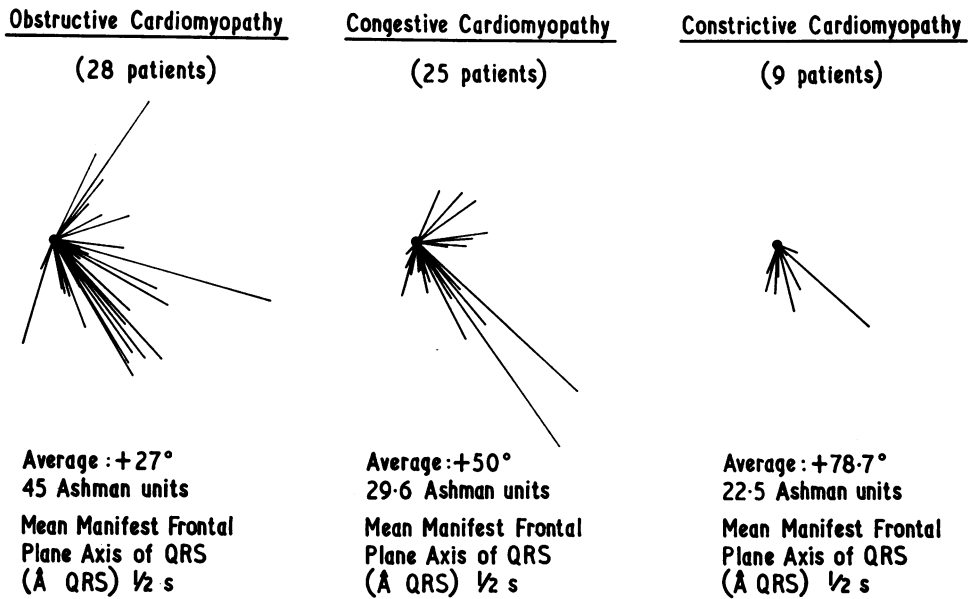 Obstructive Cardiomyopathy
(28 patients)
Average : +27°
45 Ashman units
Mean Manifest Frontal
Plane Axis of QRS
(Å QRS) ½ s
Congestive Cardiomyopathy
(25 patients)
Average :+50°
29·6 Ashman units
Mean Manifest Frontal
Plane Axis of QRS
(Å QRS) ½ s
Constrictive Cardiomyopathy
(9 patients)
Average : +78·7°
22·5 Ashman units
Mean Manifest Frontal
Plane Axis of QRS
(Å QRS) ½ s